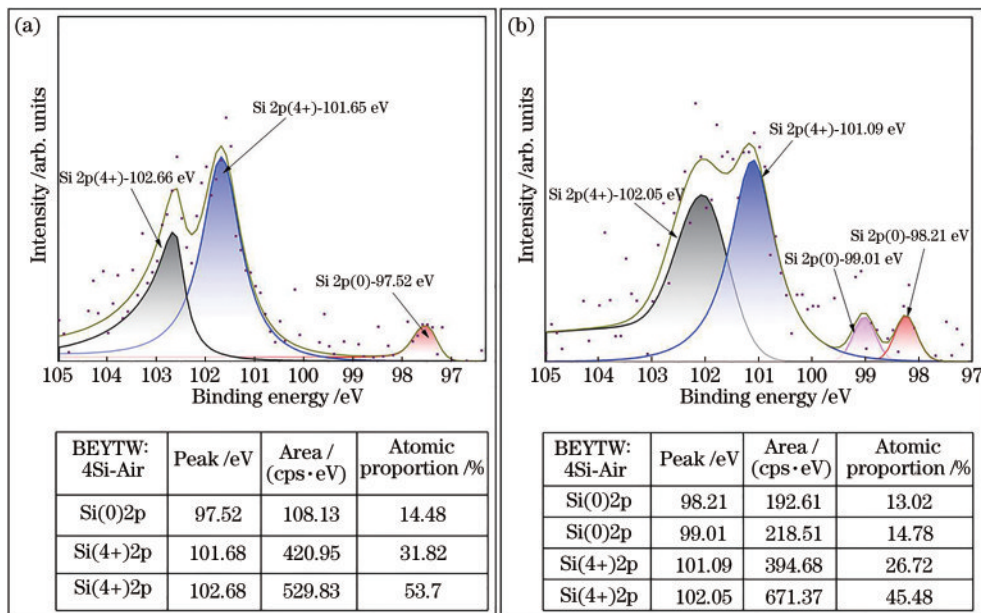 (a)
Intensity /arb. units
Si 2p(4+)-101.65 eV
Si 2p(4+)-102.66 eV
Si 2p(0)-97.52 eV
105 104 103 102 101 100 99 98 97
Binding energy /eV
BEYTW: 4Si-Air Peak /eV Area / (cps·eV) Atomic proportion /%
Si(0)2p 97.52 108.13 14.48
Si(4+)2p 101.68 420.95 31.82
Si(4+)2p 102.68 529.83 53.7
(b)
Intensity /arb. units
Si 2p(4+)-101.09 eV
Si 2p(4+)-102.05 eV
Si 2p(0)-98.21 eV
Si 2p(0)-99.01 eV
105 104 103 102 101 100 99 98 97
Binding energy /eV
BEYTW: 4Si-Air Peak /eV Area / (cps·eV) Atomic proportion /%
Si(0)2p 98.21 192.61 13.02
Si(0)2p 99.01 218.51 14.78
Si(4+)2p 101.09 394.68 26.72
Si(4+)2p 102.05 671.37 45.48